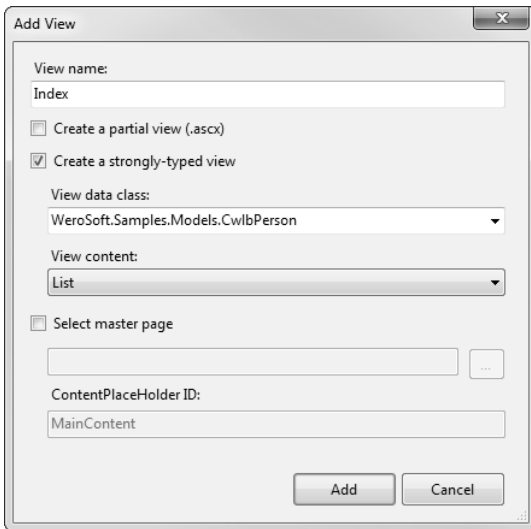 Add View
View name:
Index
Create a partial view (.ascx)
Create a strongly-typed view
View data class:
WeroSoft.Samples.Models.CwlbPerson
View content:
List
Select master page
...
ContentPlaceHolder ID:
MainContent
Add
Cancel